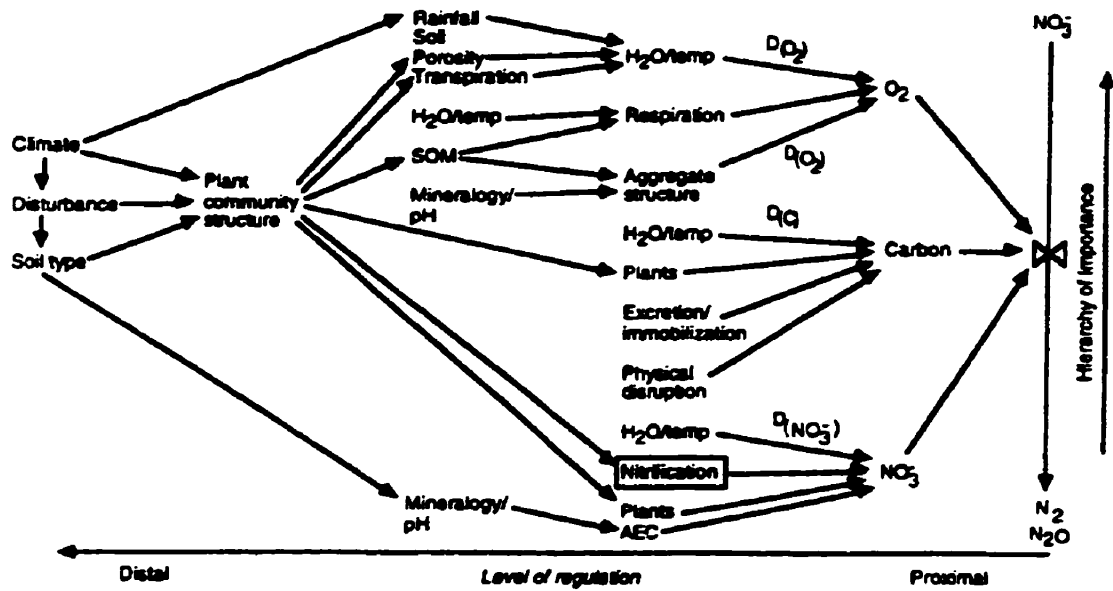 Rainfall
Soil
Porosity
Transpiration
H₂O/temp
D(O₂)
O₂
NO₃⁻
H₂O/temp
Respiration
Climate
SOM
D(O₂)
Plant
community
structure
Aggregate
structure
Disturbance
Mineralogy/
pH
H₂O/temp
D(C)
Carbon
Soil type
Plants
Excretion/
immobilization
Physical
disruption
Hierarchy of importance
H₂O/temp
D(NO₃⁻)
Nitrification
NO₃⁻
Mineralogy/
pH
Plants
AEC
N₂
N₂O
Distal
Level of regulation
Proximal